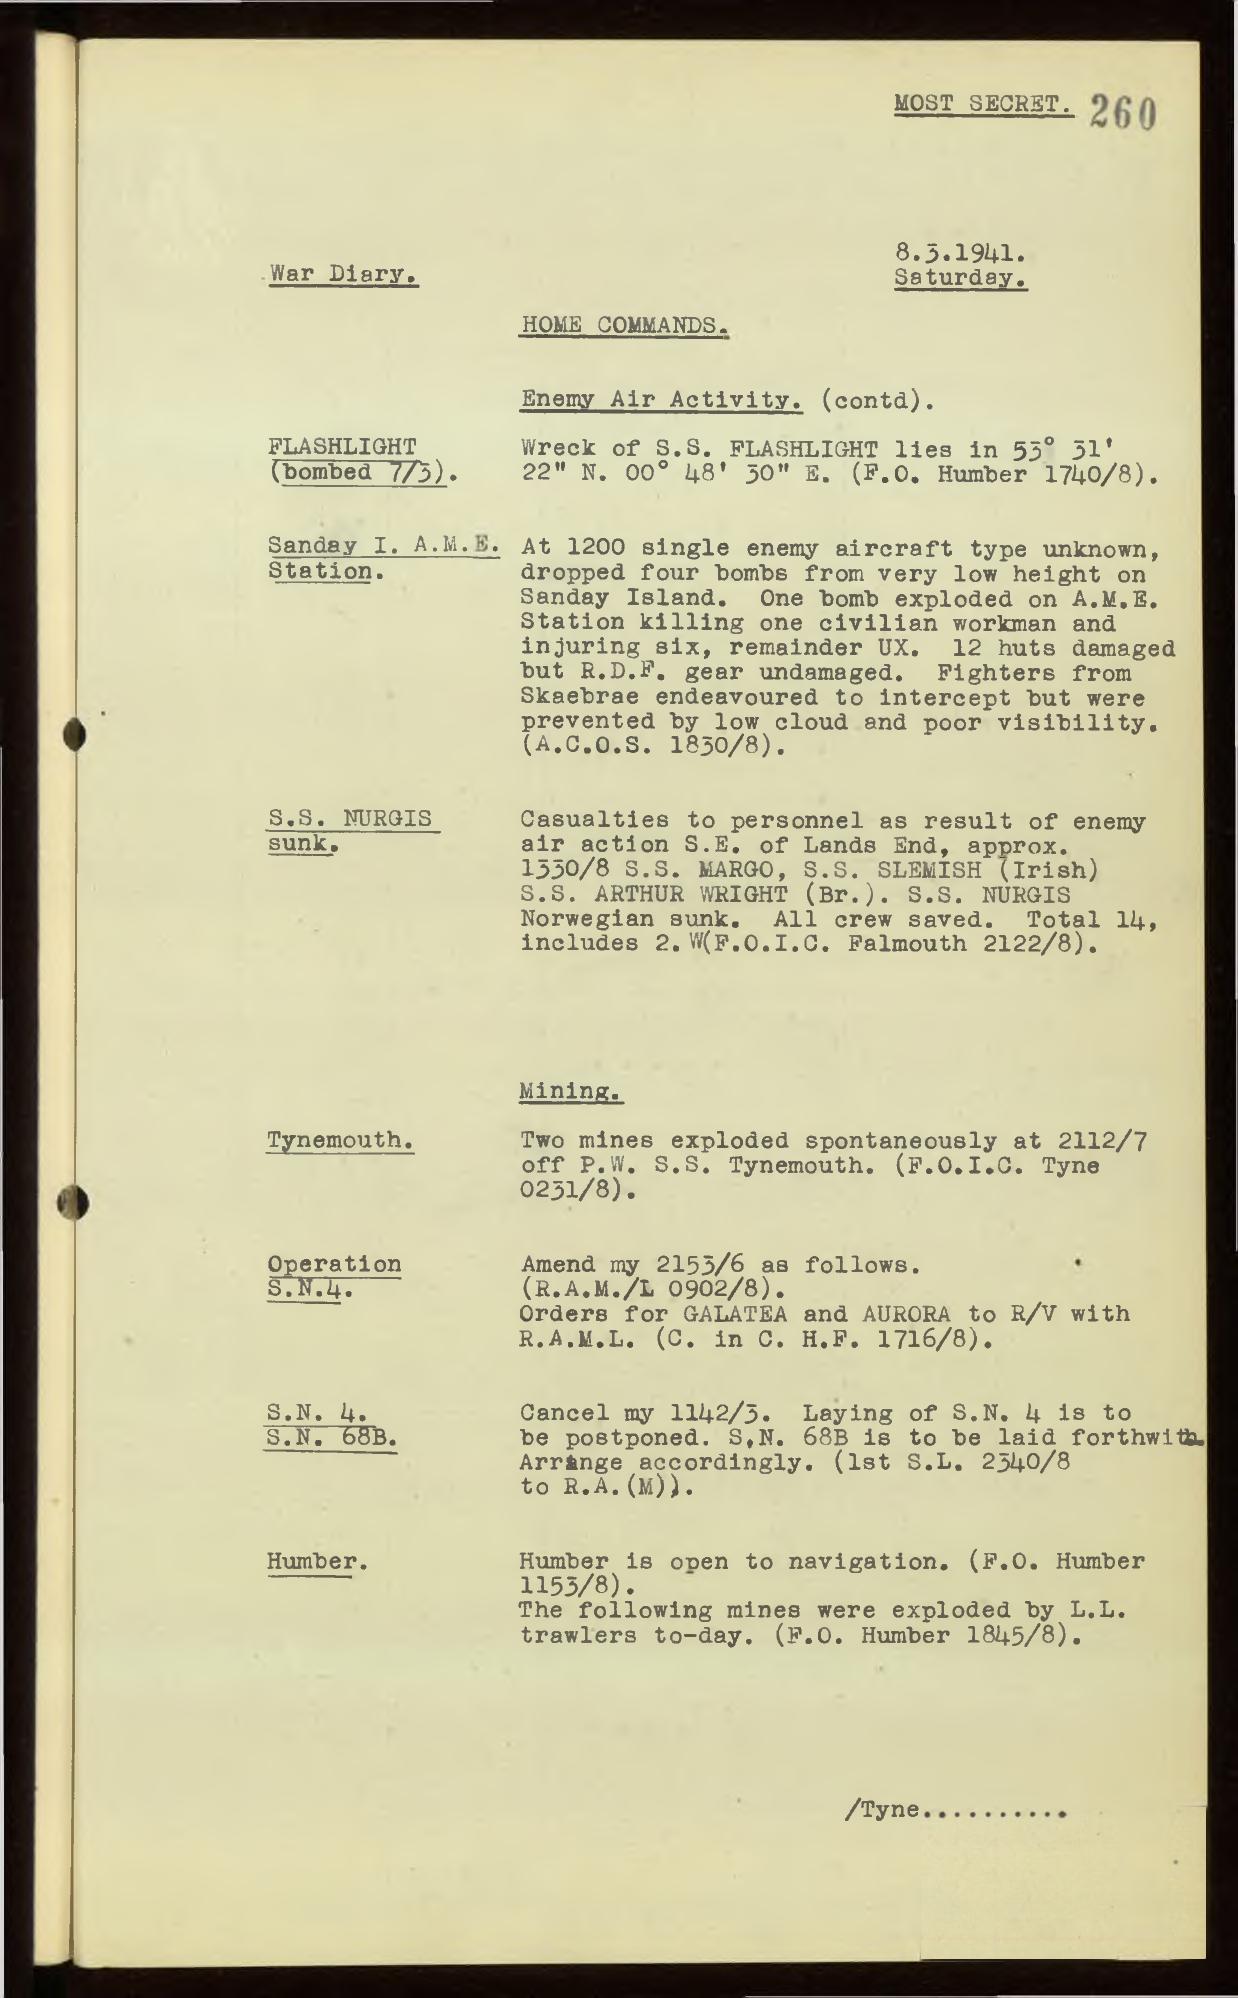 MOST SECRET. 260
8.3.1941.
War Diary.
Saturday.
HOME COMMANDS.
Enemy Air Activity. (contd).
FLASHLIGHT
(bombed 7/3).
Wreck of S.S. FLASHLIGHT lies in 53° 31'
22" N. 00° 48' 30" E. (F.O. Humber 1740/8).
Sanday I. A.M.E.
Station.
At 1200 single enemy aircraft type unknown,
dropped four bombs from very low height on
Sanday Island. One bomb exploded on A.M.E.
Station killing one civilian workman and
injuring six, remainder UX. 12 huts damaged
but R.D.F. gear undamaged. Fighters from
Skaebrae endeavoured to intercept but were
prevented by low cloud and poor visibility.
(A.C.O.S. 1830/8).
S.S. NURGIS
sunk.
Casualties to personnel as result of enemy
air action S.E. of Lands End, approx.
1330/8 S.S. MARGO, S.S. SLEMISH (Irish)
S.S. ARTHUR WRIGHT (Br.). S.S. NURGIS
Norwegian sunk. All crew saved. Total 14,
includes 2. W(F.O.I.C. Falmouth 2122/8).
Mining.
Tynemouth.
Two mines exploded spontaneously at 2112/7
off P.W. S.S. Tynemouth. (F.O.I.C. Tyne
0231/8).
Operation
S.N.4.
Amend my 2153/6 as follows.
(R.A.M./L 0902/8).
Orders for GALATEA and AURORA to R/V with
R.A.M.L. (C. in C. H.F. 1716/8).
S.N. 4.
S.N. 68B.
Cancel my 1142/3. Laying of S.N. 4 is to
be postponed. S.N. 68B is to be laid forthwith.
Arrange accordingly. (1st S.L. 2340/8
to R.A.(M)).
Humber.
Humber is open to navigation. (F.O. Humber
1153/8).
The following mines were exploded by L.L.
trawlers to-day. (F.O. Humber 1845/8).
/Tyne..........